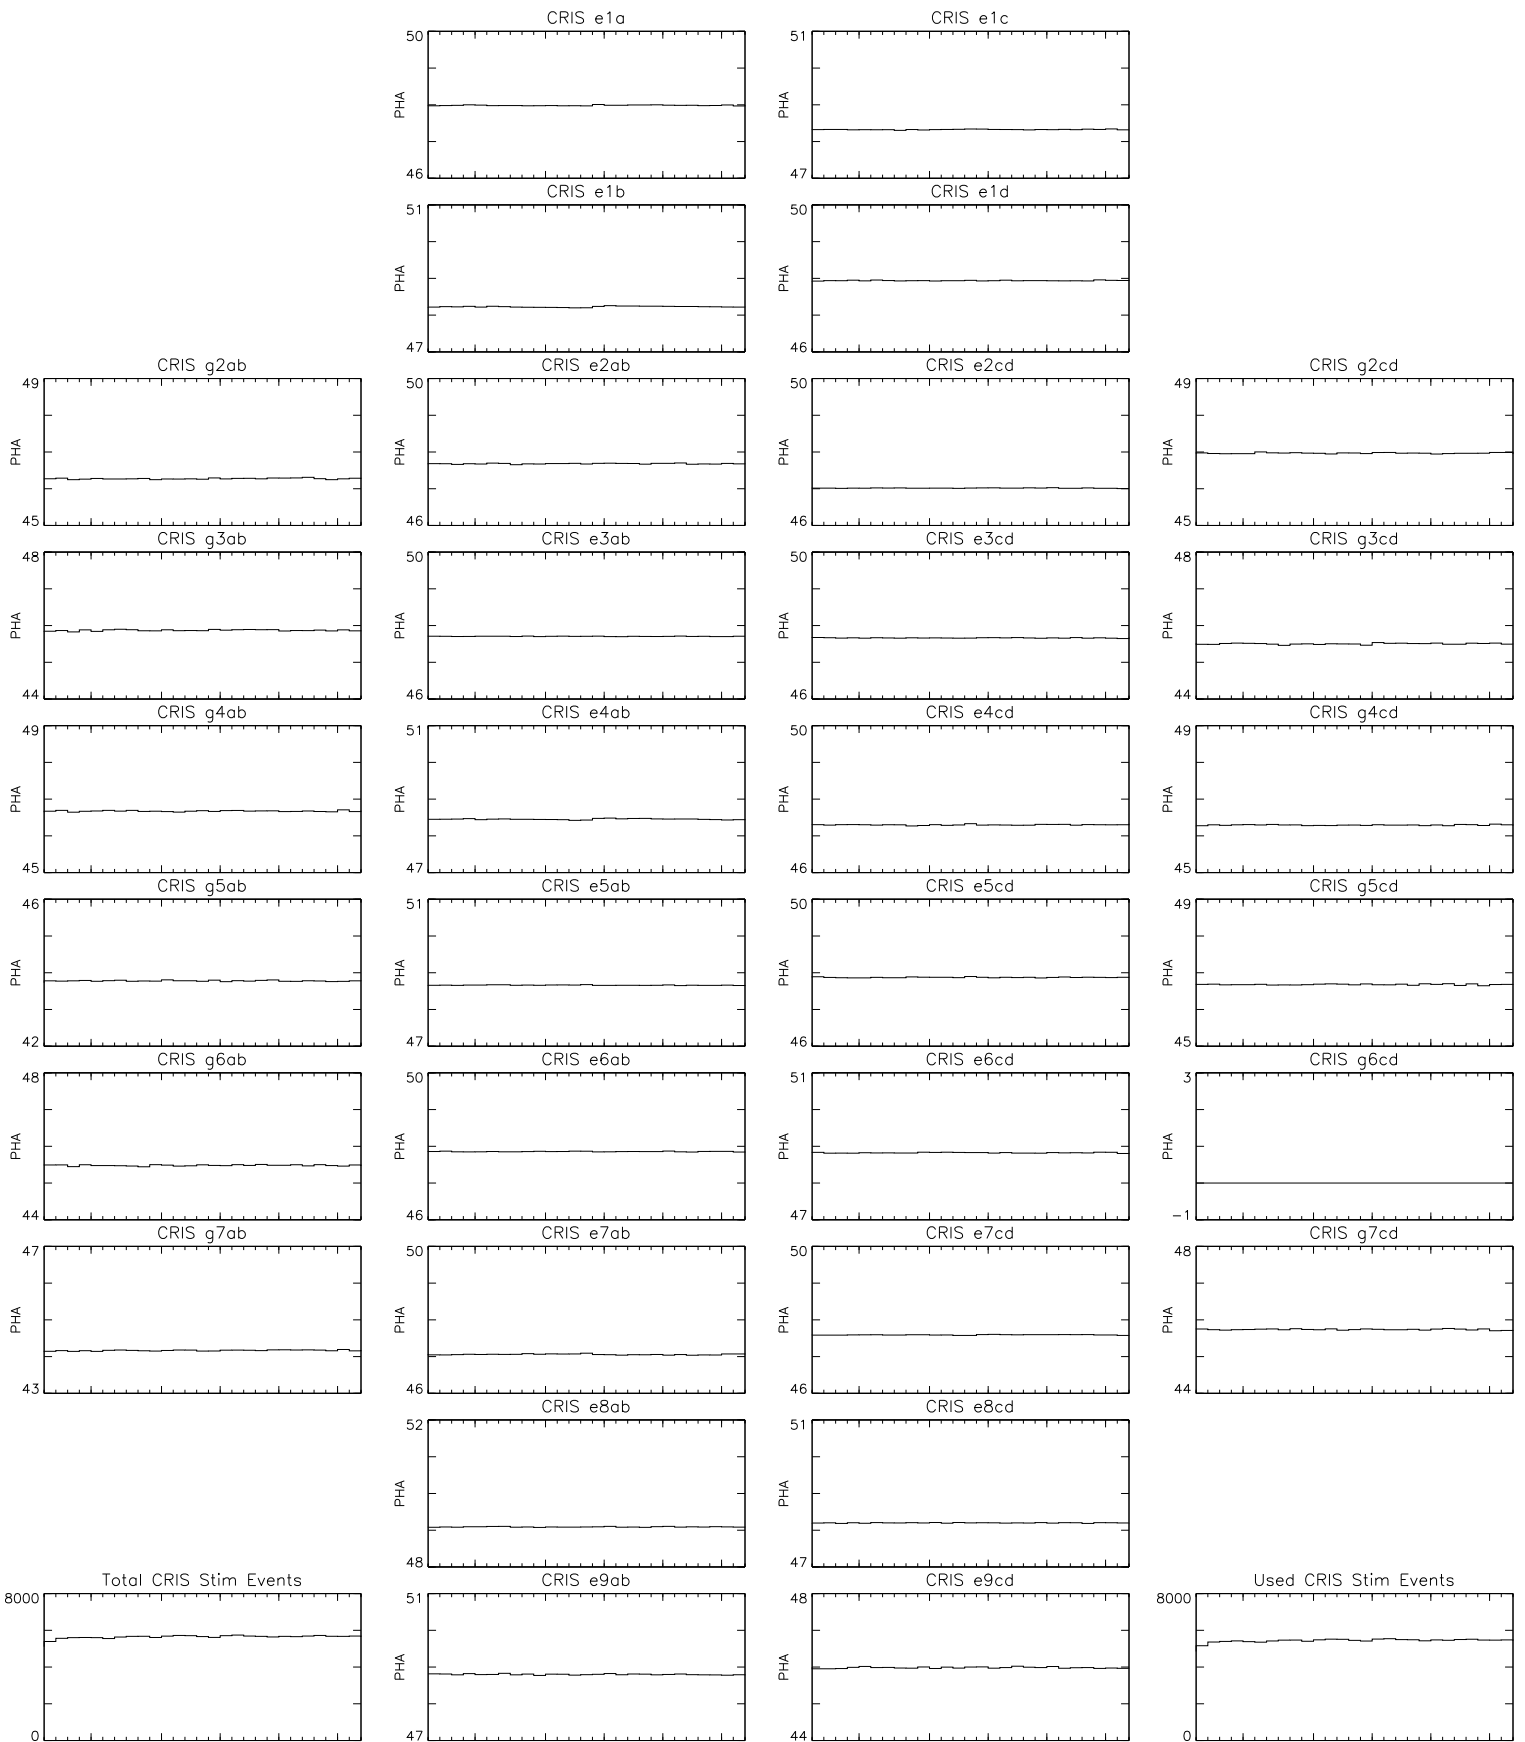 CRIS e1a
CRIS e1c
50
PHA
46
51
PHA
47
CRIS e1b
CRIS e1d
51
PHA
47
50
PHA
46
CRIS g2ab
CRIS e2ab
CRIS e2cd
CRIS g2cd
49
PHA
45
50
PHA
46
50
PHA
46
49
PHA
45
CRIS g3ab
CRIS e3ab
CRIS e3cd
CRIS g3cd
48
PHA
44
50
PHA
46
50
PHA
46
48
PHA
44
CRIS g4ab
CRIS e4ab
CRIS e4cd
CRIS g4cd
49
PHA
45
51
PHA
47
50
PHA
46
49
PHA
45
CRIS g5ab
CRIS e5ab
CRIS e5cd
CRIS g5cd
46
PHA
42
51
PHA
47
50
PHA
46
49
PHA
45
CRIS g6ab
CRIS e6ab
CRIS e6cd
CRIS g6cd
48
PHA
44
50
PHA
46
51
PHA
47
3
PHA
-1
CRIS g7ab
CRIS e7ab
CRIS e7cd
CRIS g7cd
47
PHA
43
50
PHA
46
50
PHA
46
48
PHA
44
CRIS e8ab
CRIS e8cd
52
PHA
48
51
PHA
47
Total CRIS Stim Events
CRIS e9ab
CRIS e9cd
Used CRIS Stim Events
8000
0
51
PHA
47
48
PHA
44
8000
0